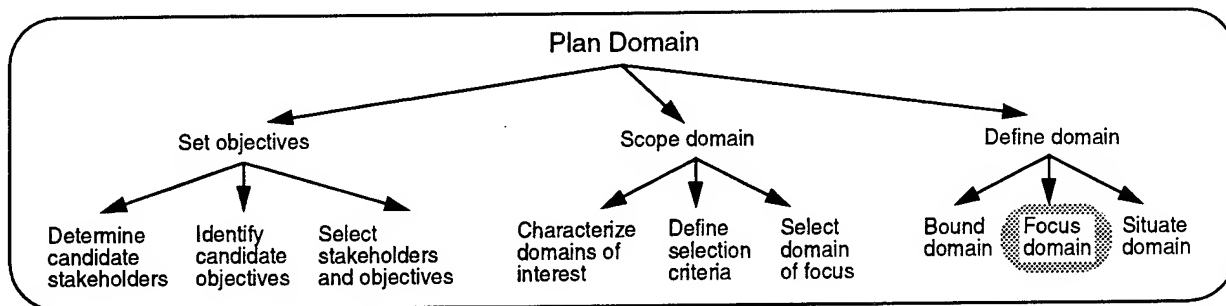 Plan Domain
Set objectives
Scope domain
Define domain
Determine
candidate
stakeholders
Identify
candidate
objectives
Select
stakeholders
and objectives
Characterize
domains of
interest
Define
selection
criteria
Select
domain
of focus
Bound
domain
Focus
domain
Situate
domain